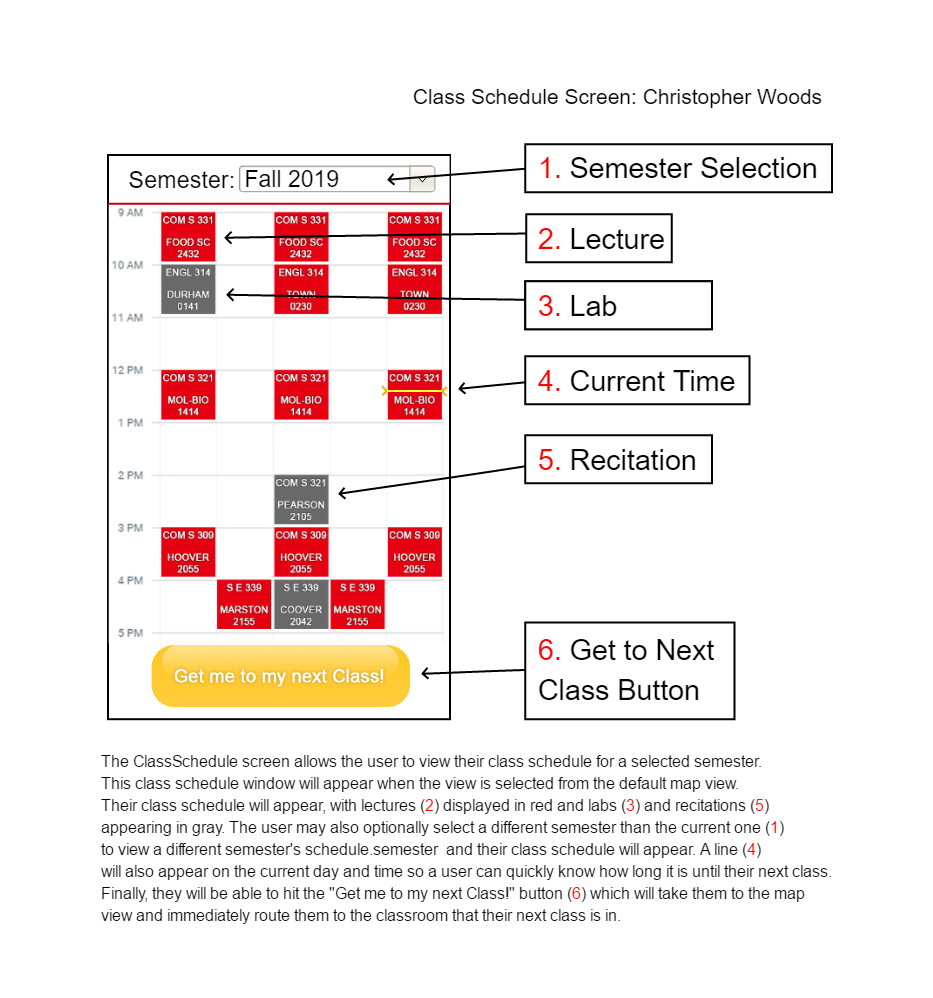 Class Schedule Screen: Christopher Woods
Semester: Fall 2019
1. Semester Selection
9 AM
COM S 331
FOOD SC
2432
COM S 331
FOOD SC
2432
COM S 331
FOOD SC
2432
2. Lecture
10 AM
ENGL 314
DURHAM
0141
ENGL 314
TOWN
0230
ENGL 314
TOWN
0230
3. Lab
11 AM
12 PM
COM S 321
MOL-BIO
1414
COM S 321
MOL-BIO
1414
COM S 321
MOL-BIO
1414
4. Current Time
1 PM
2 PM
COM S 321
PEARSON
2105
5. Recitation
3 PM
COM S 309
HOOVER
2055
COM S 309
HOOVER
2055
COM S 309
HOOVER
2055
4 PM
S E 339
MARSTON
2155
S E 339
COOVER
2042
S E 339
MARSTON
2155
5 PM
Get me to my next Class!
6. Get to Next
Class Button
The ClassSchedule screen allows the user to view their class schedule for a selected semester.
This class schedule window will appear when the view is selected from the default map view.
Their class schedule will appear, with lectures (2) displayed in red and labs (3) and recitations (5)
appearing in gray. The user may also optionally select a different semester than the current one (1)
to view a different semester's schedule.semester  and their class schedule will appear. A line (4)
will also appear on the current day and time so a user can quickly know how long it is until their next class.
Finally, they will be able to hit the "Get me to my next Class!" button (6) which will take them to the map
view and immediately route them to the classroom that their next class is in.